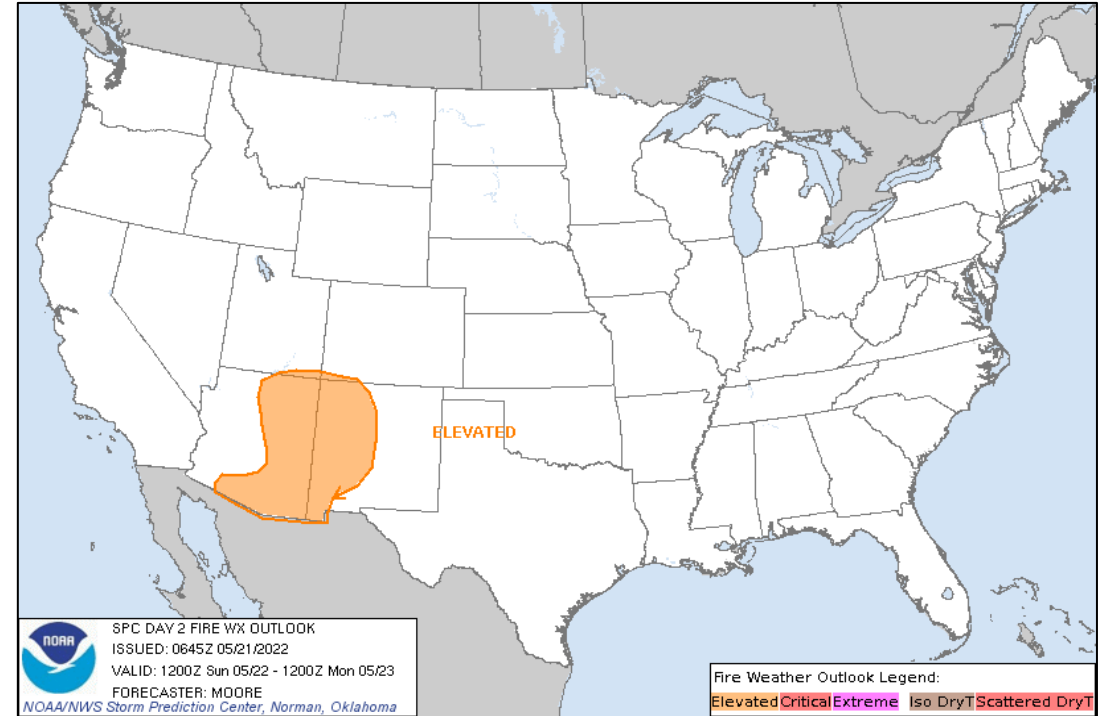 ELEVATED
NOAA
SPC DAY 2 FIRE WX OUTLOOK
ISSUED: 0645Z 05/21/2022
VALID: 1200Z Sun 05/22 - 1200Z Mon 05/23
FORECASTER: MOORE
NOAA/NWS Storm Prediction Center, Norman, Oklahoma
Fire Weather Outlook Legend:
Elevated Critical Extreme Iso DryT Scattered DryT